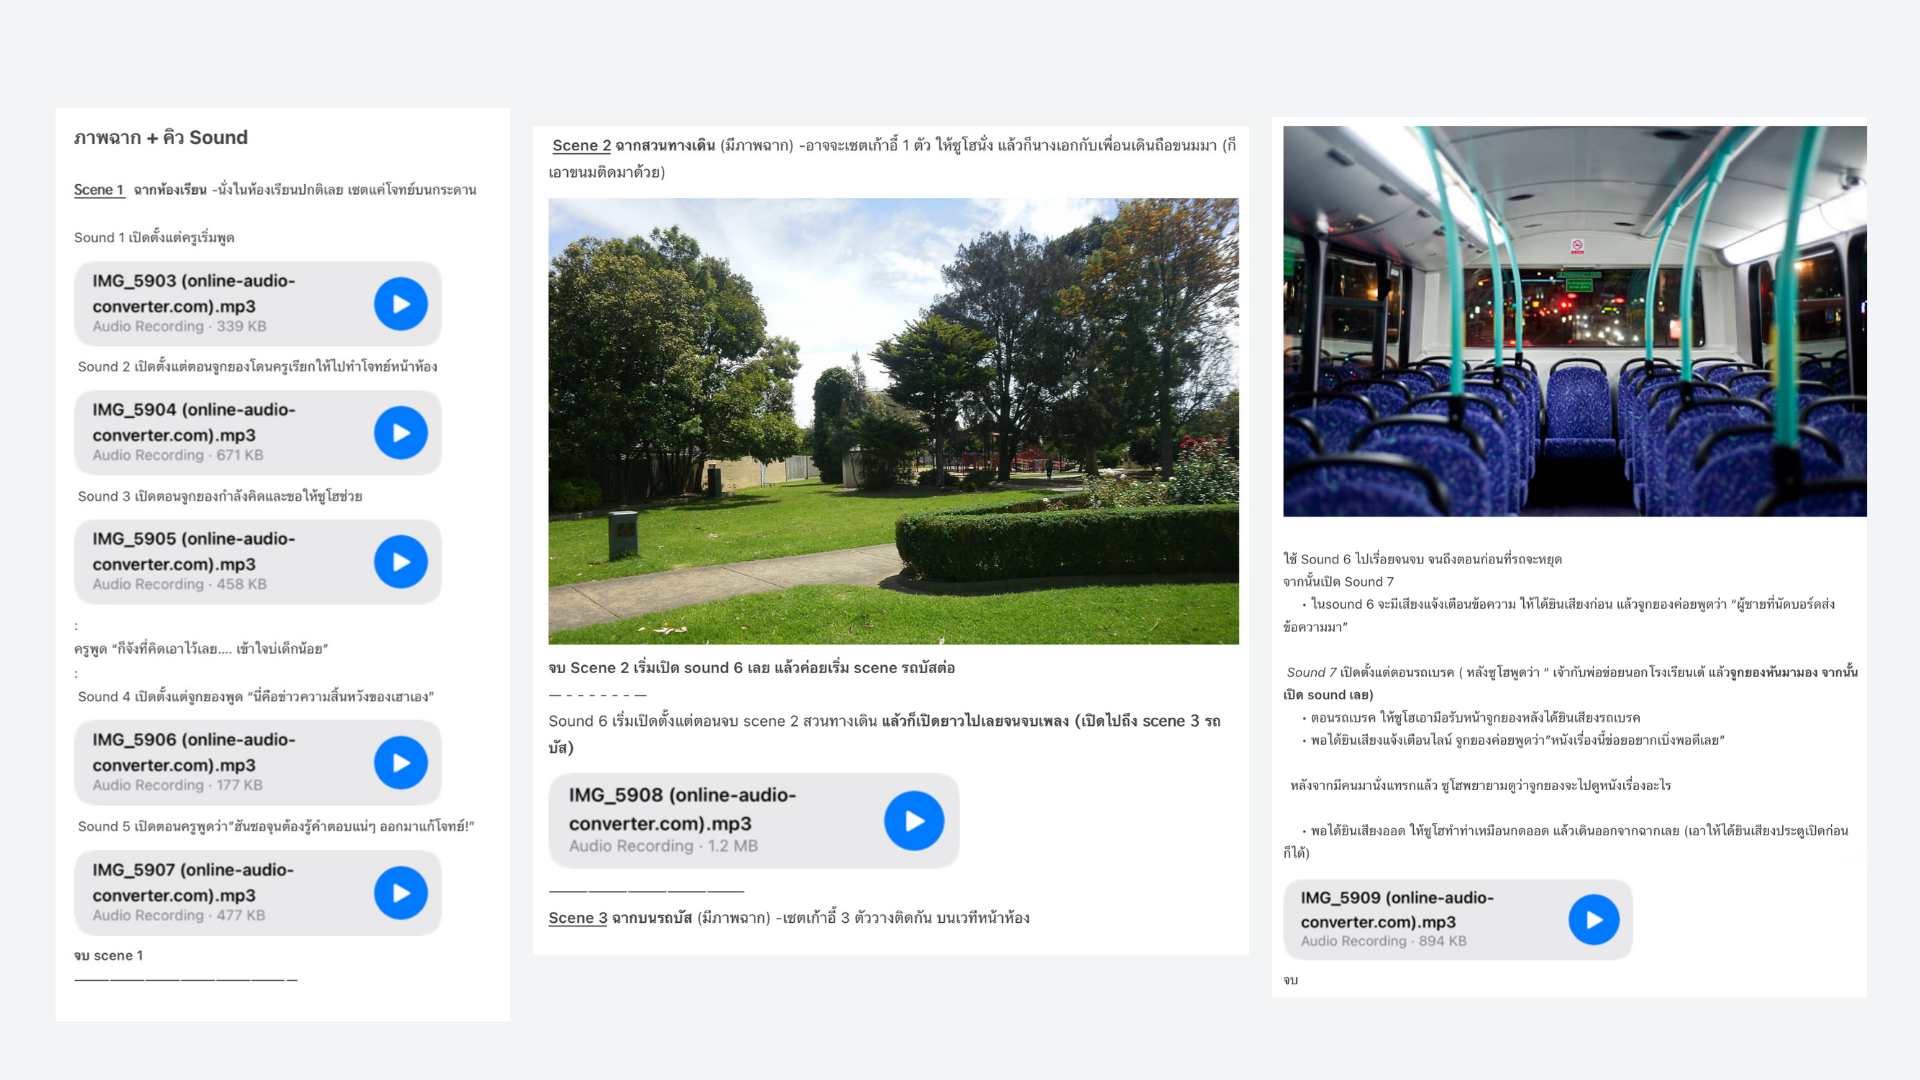 ภาพฉาก + คิว Sound
Scene 1 ฉากห้องเรียน -นั่งในห้องเรียนปกติเลย เซตแค่โจทย์บนกระดาน
Sound 1 เปิดตั้งแต่ครูเริ่มพูด
IMG_5903 (online-audio-
converter.com).mp3
Audio Recording · 339 KB
Sound 2 เปิดตั้งแต่ตอนจูกยองโดนครูเรียกให้ไปทำโจทย์หน้าห้อง
IMG_5904 (online-audio-
converter.com).mp3
Audio Recording · 671 KB
Sound 3 เปิดตอนจูกยองกำลังคิดและขอให้ซูโฮช่วย
IMG_5905 (online-audio-
converter.com).mp3
Audio Recording · 458 KB
:
ครูพูด “ก็จังที่คิดเอาไว้เลย.... เข้าใจบ่เด็กน้อย”
:
Sound 4 เปิดตั้งแต่จูกยองพูด “นี่คือข่าวความสิ้นหวังของเฮาเอง”
IMG_5906 (online-audio-
converter.com).mp3
Audio Recording · 177 KB
Sound 5 เปิดตอนครูพูดว่า”ฮันซอจุนต้องรู้คำตอบแน่ๆ ออกมาแก้โจทย์!”
IMG_5907 (online-audio-
converter.com).mp3
Audio Recording · 477 KB
จบ scene 1
Scene 2 ฉากสวนทางเดิน (มีภาพฉาก) -อาจจะเซตเก้าอี้ 1 ตัว ให้ซูโฮนั่ง แล้วก็นางเอกกับเพื่อนเดินถือขนมมา (ก็
เอาขนมติดมาด้วย)
จบ Scene 2 เริ่มเปิด sound 6 เลย แล้วค่อยเริ่ม scene รถบัสต่อ
— - - - - - - —
Sound 6 เริ่มเปิดตั้งแต่ตอนจบ scene 2 สวนทางเดิน แล้วก็เปิดยาวไปเลยจนจบเพลง (เปิดไปถึง scene 3 รถ
บัส)
IMG_5908 (online-audio-
converter.com).mp3
Audio Recording · 1.2 MB
Scene 3 ฉากบนรถบัส (มีภาพฉาก) -เซตเก้าอี้ 3 ตัววางติดกัน บนเวทีหน้าห้อง
ใช้ Sound 6 ไปเรื่อยจนจบ จนถึงตอนก่อนที่รถจะหยุด
จากนั้นเปิด Sound 7
• ในsound 6 จะมีเสียงแจ้งเตือนข้อความ ให้ได้ยินเสียงก่อน แล้วจูกยองค่อยพูดว่า “ผู้ชายที่นัดบอร์ดส่ง
ข้อความมา”
Sound 7 เปิดตั้งแต่ตอนรถเบรค ( หลังซูโฮพูดว่า “ เจ้ากับพ่อข่อยนอกโรงเรียนเด้ แล้วจูกยองหันมามอง จากนั้น
เปิด sound เลย)
• ตอนรถเบรค ให้ซูโฮเอามือรับหน้าจูกยองหลังได้ยินเสียงรถเบรค
• พอได้ยินเสียงแจ้งเตือนไลน์ จูกยองค่อยพูดว่า”หนังเรื่องนี้ข่อยอยากเบิ่งพอดีเลย”
หลังจากมีคนมานั่งแทรกแล้ว ซูโฮพยายามดูว่าจูกยองจะไปดูหนังเรื่องอะไร
• พอได้ยินเสียงออด ให้ซูโฮทำท่าเหมือนกดออด แล้วเดินออกจากฉากเลย (เอาให้ได้ยินเสียงประตูเปิดก่อน
ก็ได้)
IMG_5909 (online-audio-
converter.com).mp3
Audio Recording · 894 KB
จบ